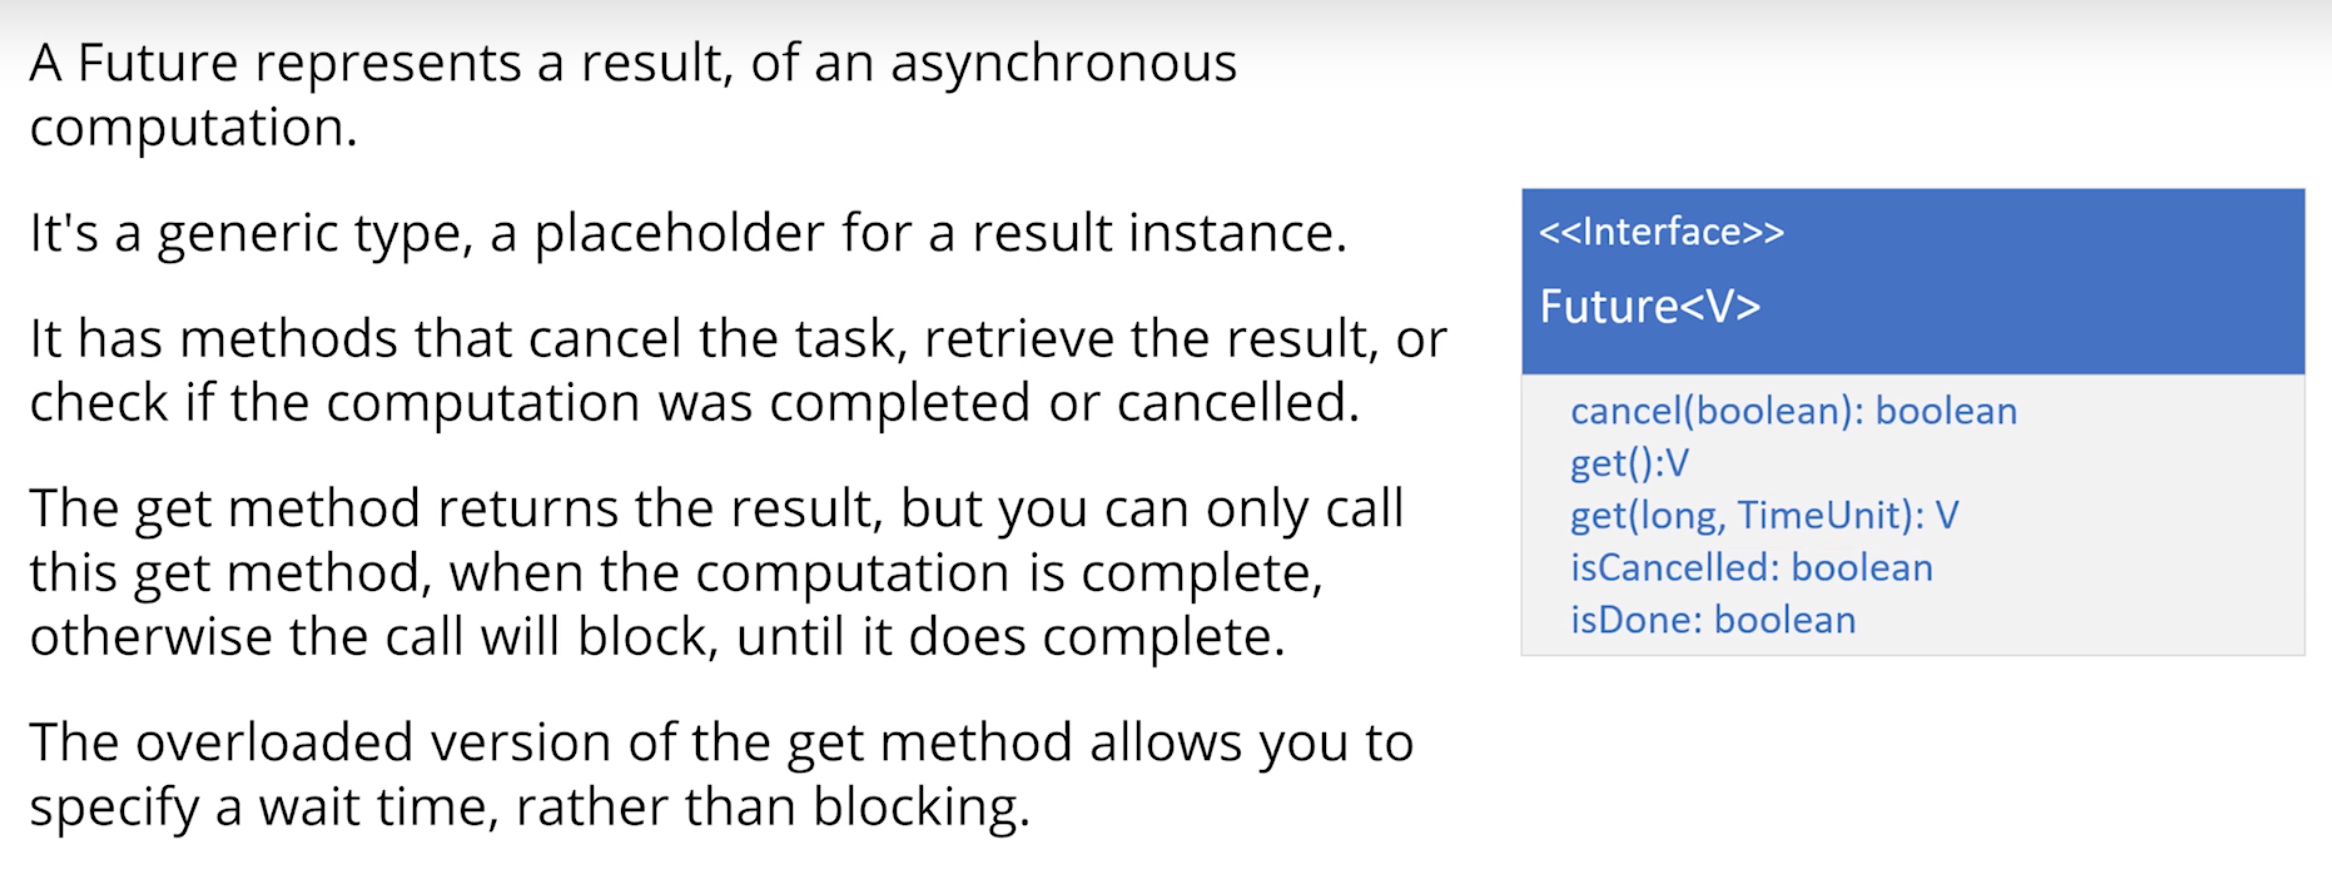 A Future represents a result, of an asynchronous
computation.
It's a generic type, a placeholder for a result instance.
It has methods that cancel the task, retrieve the result, or
check if the computation was completed or cancelled.
The get method returns the result, but you can only call
this get method, when the computation is complete,
otherwise the call will block, until it does complete.
The overloaded version of the get method allows you to
specify a wait time, rather than blocking.
<<Interface>>
Future<V>
cancel(boolean): boolean
get():V
get(long, TimeUnit): V
isCancelled: boolean
isDone: boolean